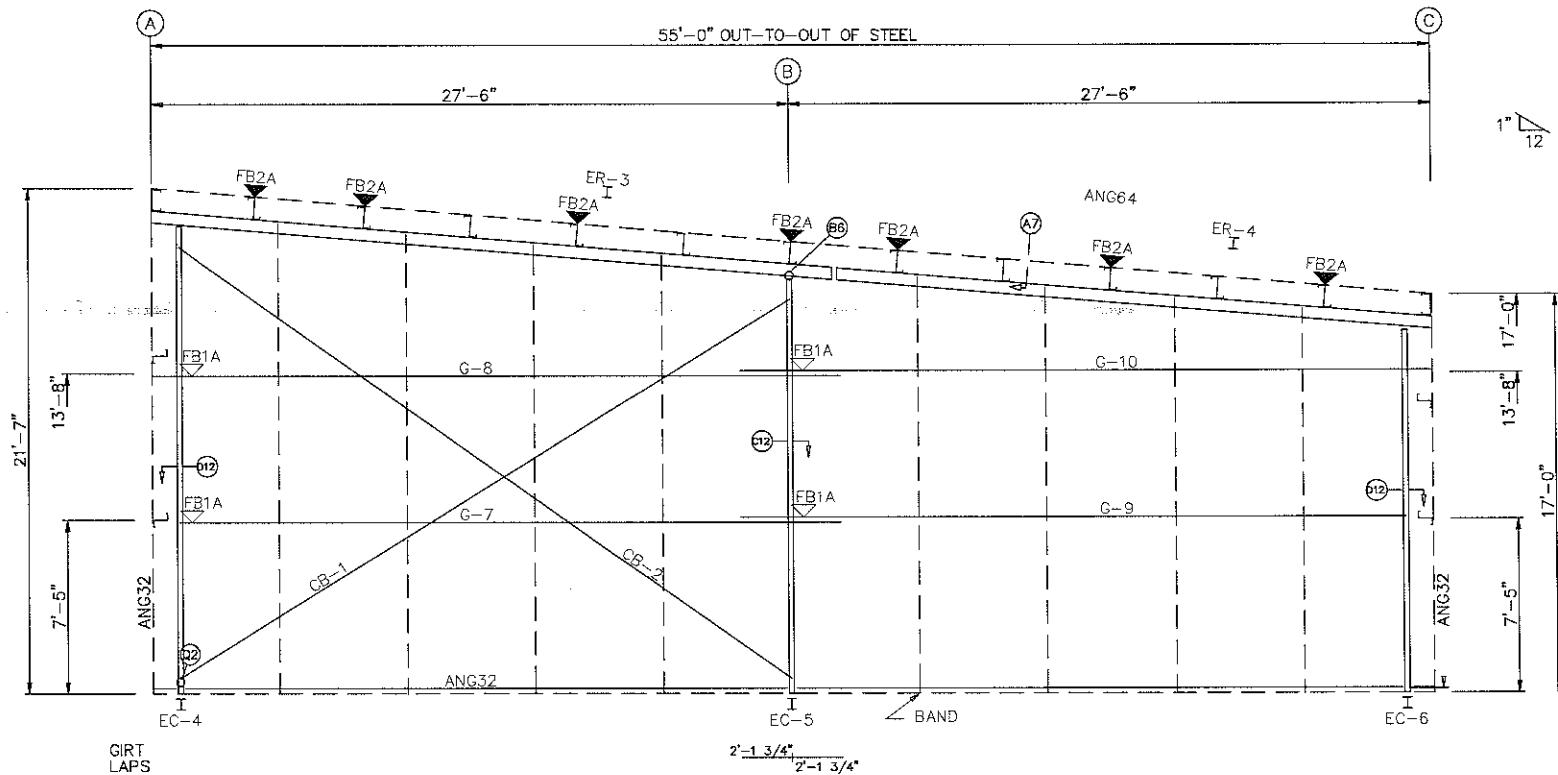 A
C
55'-0" OUT-TO-OUT OF STEEL
B
27'-6"
27'-6"
1"
12
FB2A
FB2A
ER-3
FB2A
ANG64
FB2A
B6
FB2A
A7
ER-4
FB2A
FB2A
17'-0"
FB1A
G-8
FB1A
G-10
13'-8"
13'-8"
21'-7"
C12
D12
D12
17'-0"
FB1A
G-7
FB1A
G-9
CB-1
CB-2
7'-5"
ANG32
7'-5"
ANG32
ANG32
EC-4
EC-5
BAND
EC-6
GIRT
LAPS
2'-1 3/4"
2'-1 3/4"